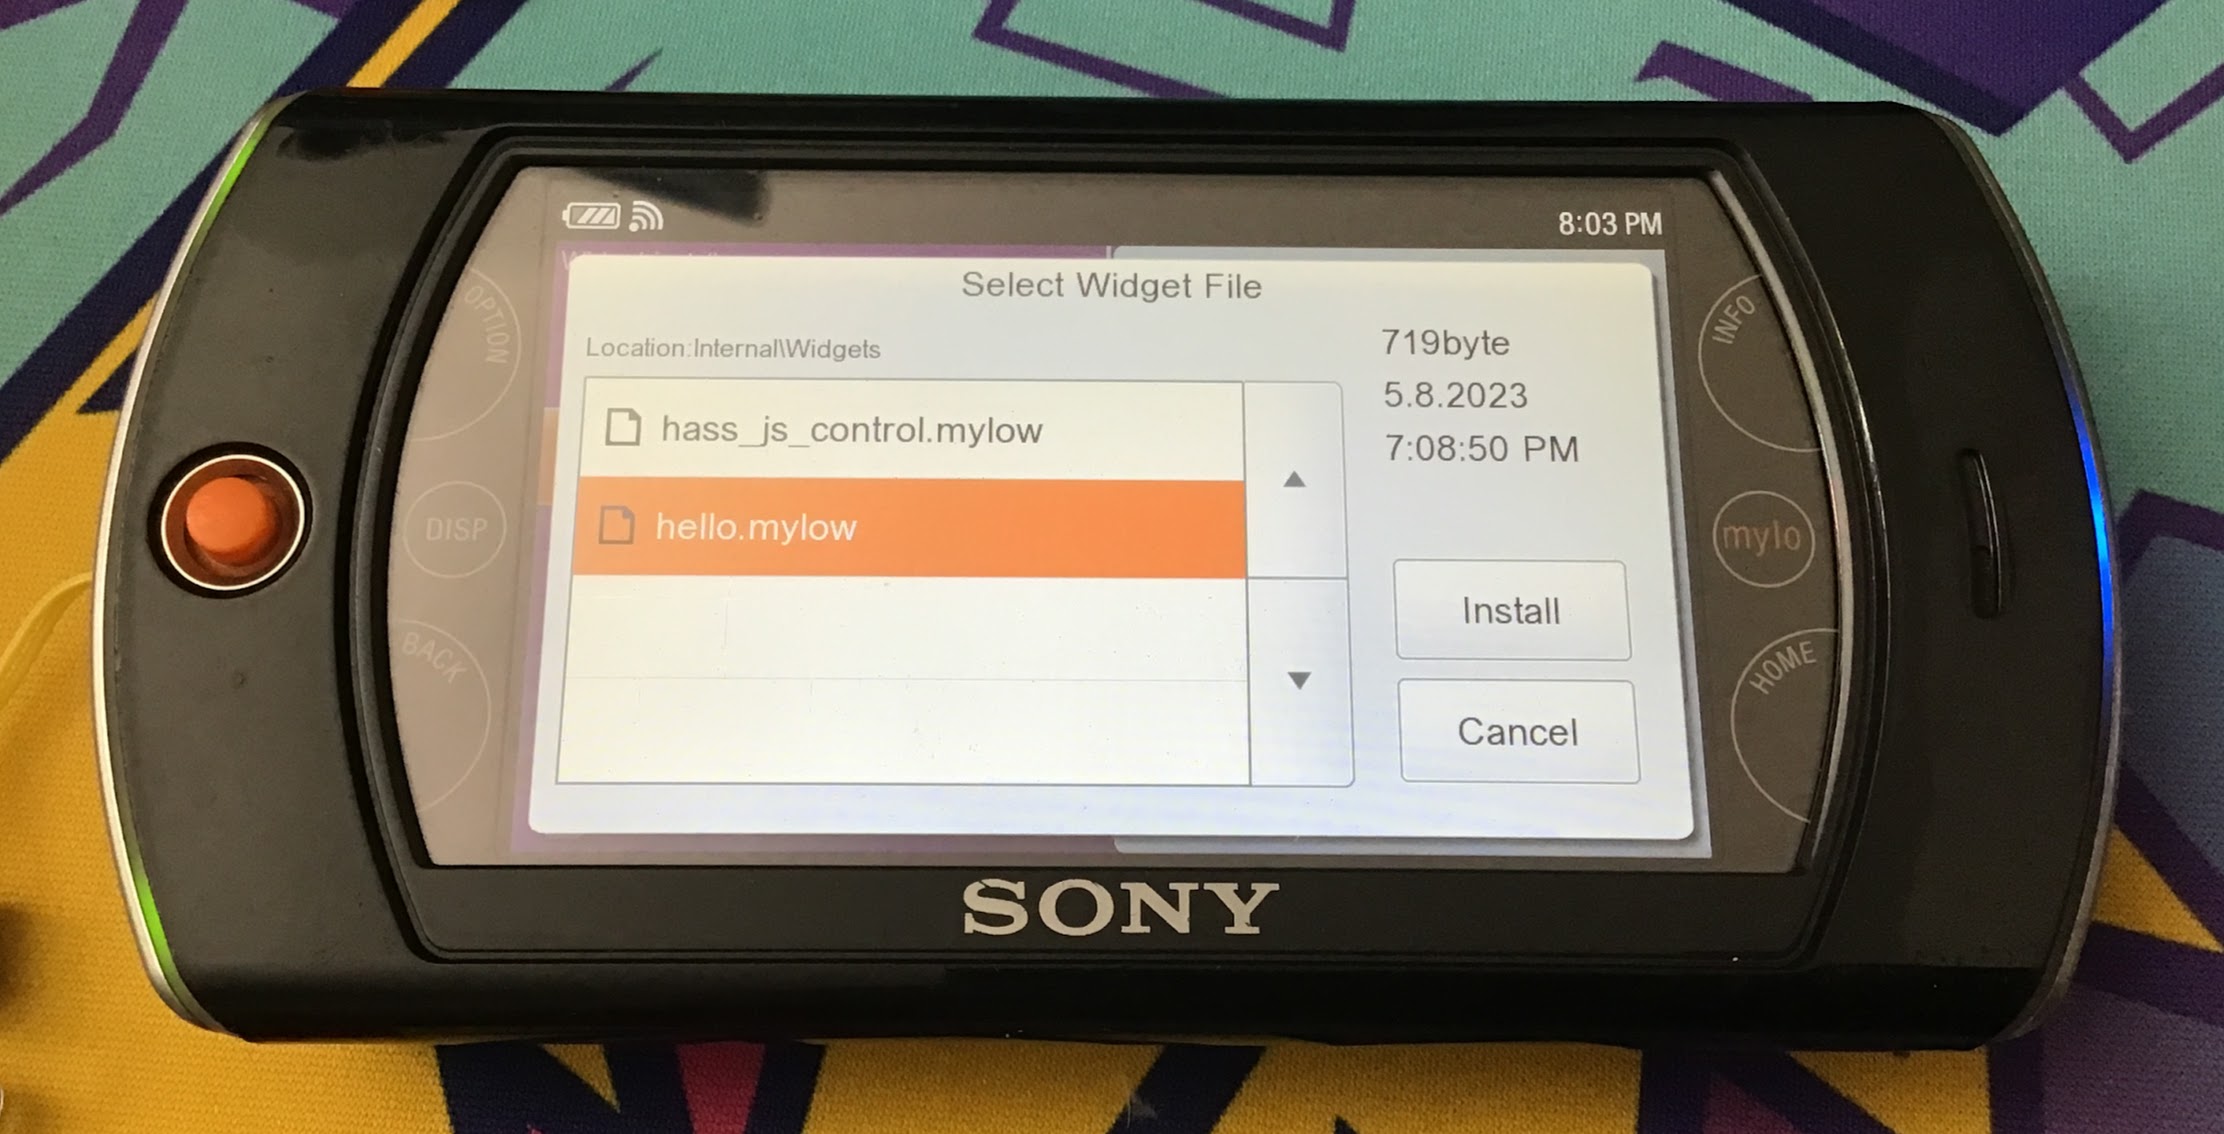 8:03 PM
Select Widget File
Location:Internal\Widgets
hass_js_control.mylow
hello.mylow
719byte
5.8.2023
7:08:50 PM
Install
Cancel
OPTION
DISP
BACK
INFO
mylo
HOME
SONY